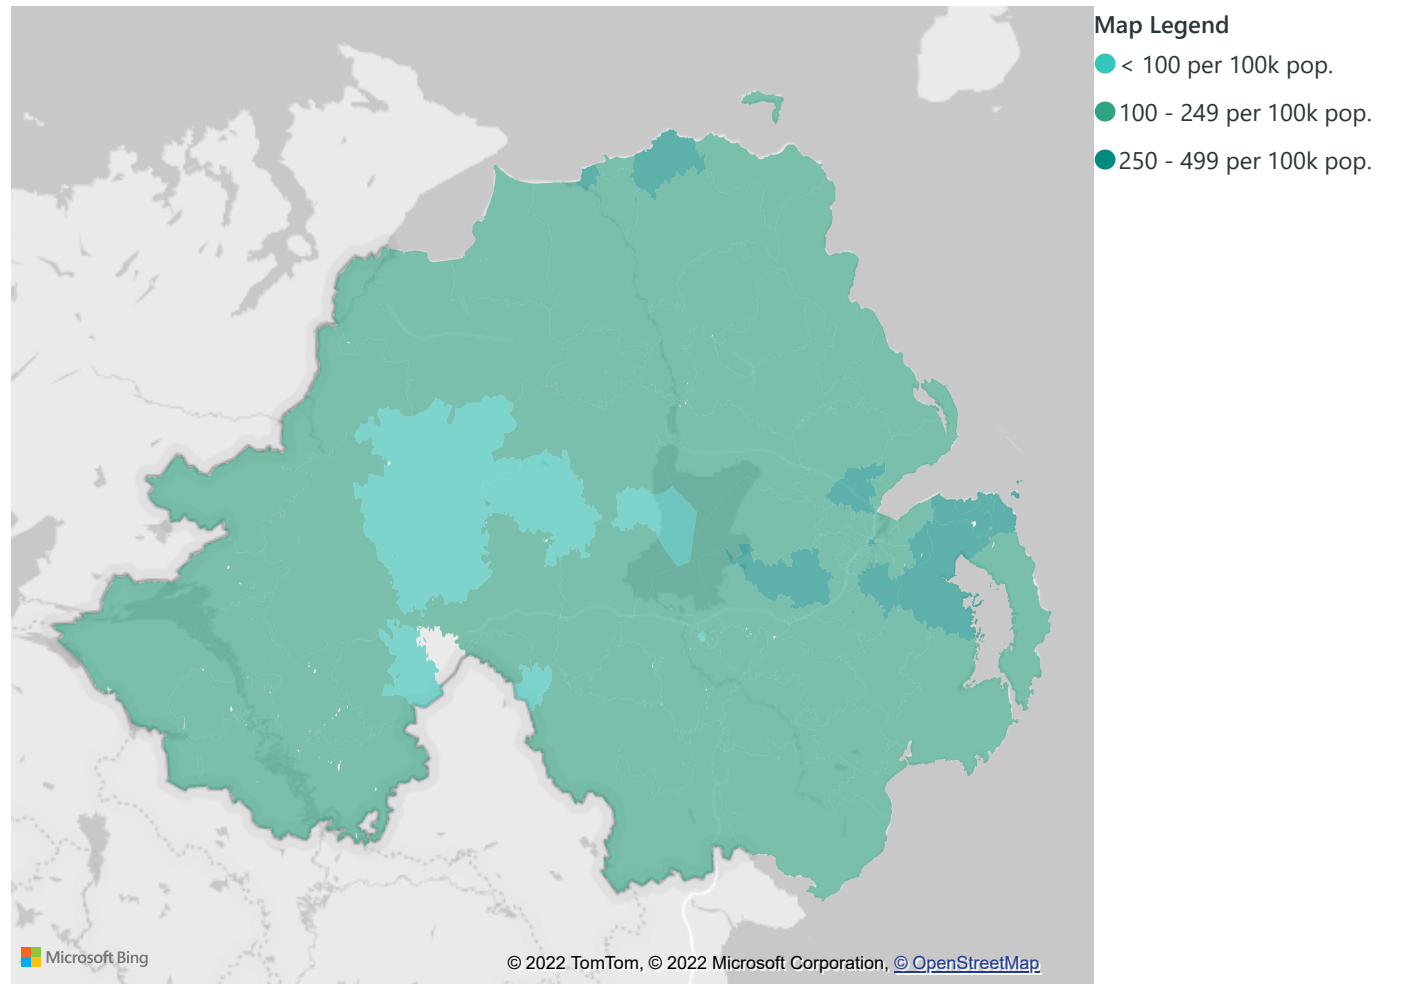 Map Legend
< 100 per 100k pop.
100 - 249 per 100k pop.
250 - 499 per 100k pop.
Microsoft Bing
© 2022 TomTom, © 2022 Microsoft Corporation, © OpenStreetMap